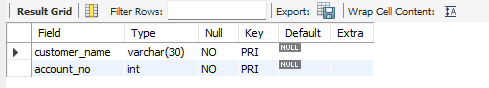 Result Grid Filter Rows: Export: Wrap Cell Content: IA
Field Type Null Key Default Extra
customer_name varchar(30) NO PRI NULL
account_no int NO PRI NULL